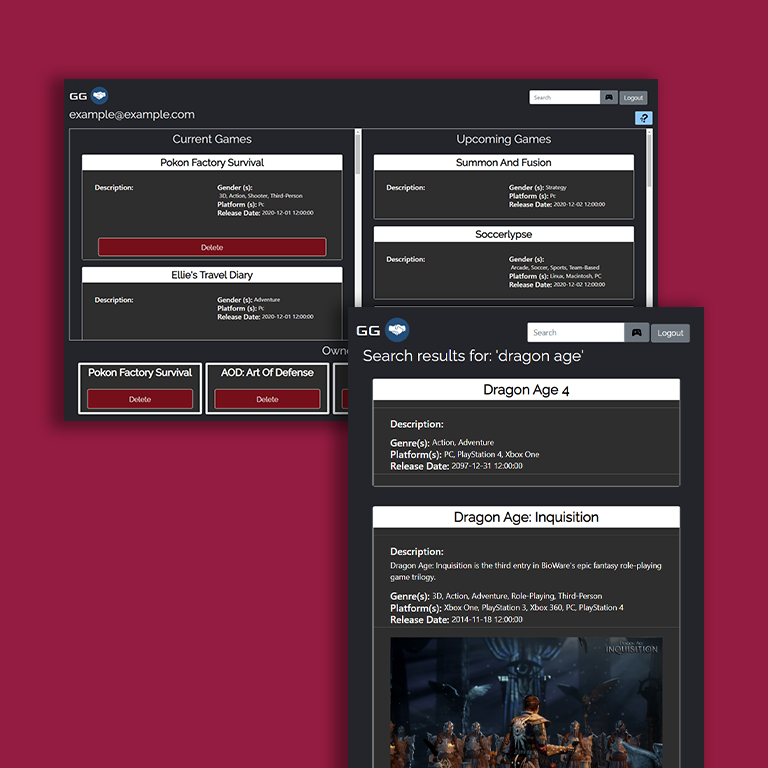 GG
Search
Logout
example@example.com
?
Current Games
Pokon Factory Survival
Description:
Gender (s):
3D, Action, Shooter, Third-Person
Platform (s): Pc
Release Date: 2020-12-01 12:00:00
Delete
Ellie's Travel Diary
Description:
Gender (s): Adventure
Platform (s): Pc
Release Date: 2020-12-01 12:00:00
Upcoming Games
Summon And Fusion
Description:
Gender (s): Strategy
Platform (s): Pc
Release Date: 2020-12-02 12:00:00
Soccerlypse
Description:
Gender (s):
Arcade, Soccer, Sports, Team-Based
Platform (s): Linux, Macintosh, PC
Release Date: 2020-12-02 12:00:00
Owne
Pokon Factory Survival
Delete
AOD: Art Of Defense
Delete
GG
Search
Logout
Search results for: 'dragon age'
Dragon Age 4
Description:
Genre(s): Action, Adventure
Platform(s): PC, PlayStation 4, Xbox One
Release Date: 2097-12-31 12:00:00
Dragon Age: Inquisition
Description:
Dragon Age: Inquisition is the third entry in BioWare's epic fantasy role-playing
game trilogy.
Genre(s): 3D, Action, Adventure, Role-Playing, Third-Person
Platform(s): Xbox One, PlayStation 3, Xbox 360, PC, PlayStation 4
Release Date: 2014-11-18 12:00:00
Dragon Age
INQUISITION